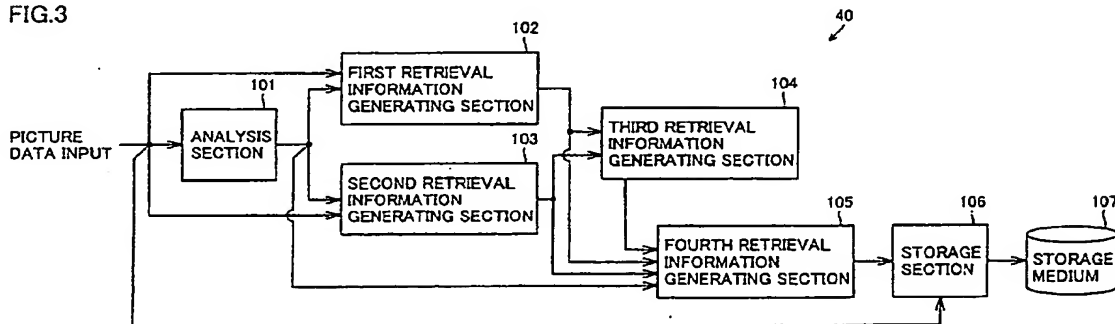 FIG.3
40
102
FIRST RETRIEVAL
INFORMATION
GENERATING SECTION
101
ANALYSIS
SECTION
PICTURE
DATA INPUT
103
SECOND RETRIEVAL
INFORMATION
GENERATING SECTION
104
THIRD RETRIEVAL
INFORMATION
GENERATING SECTION
105
FOURTH RETRIEVAL
INFORMATION
GENERATING SECTION
106
STORAGE
SECTION
107
STORAGE
MEDIUM